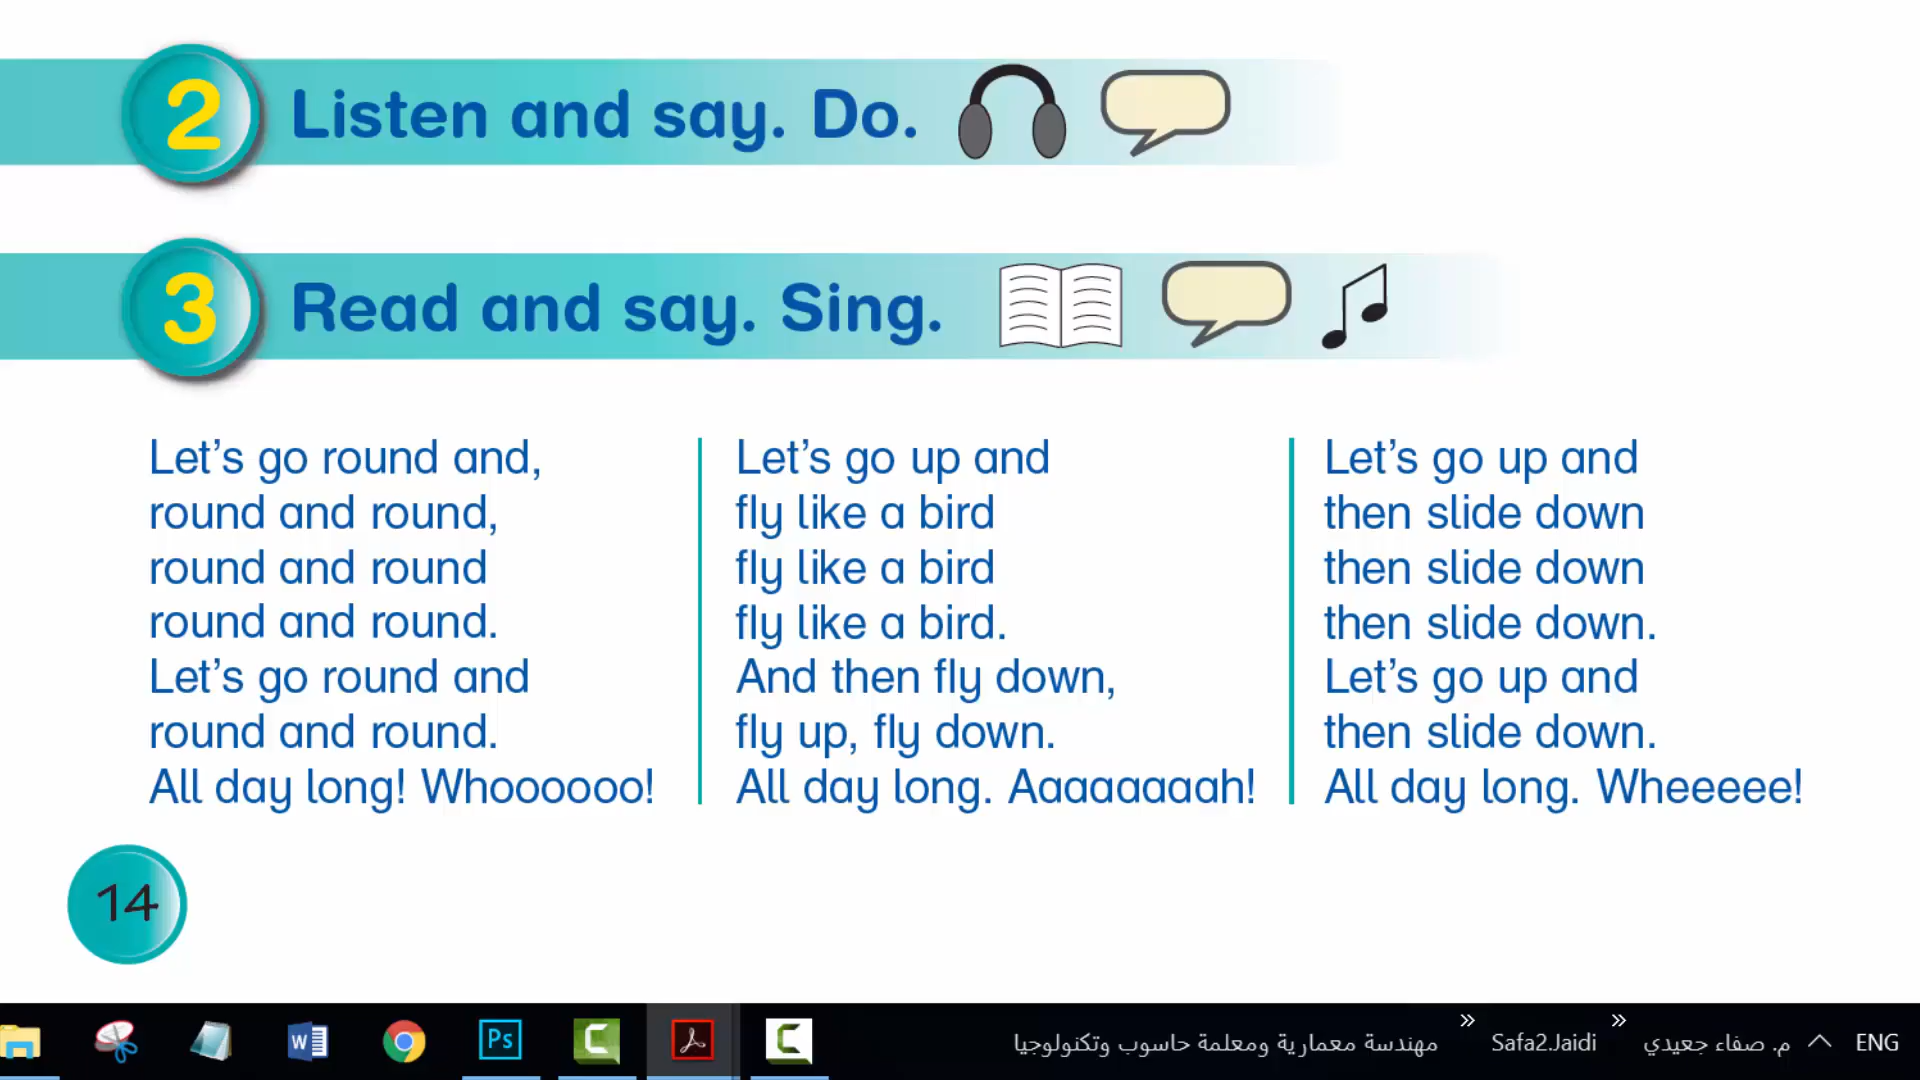 2 Listen and say. Do.
3 Read and say. Sing.
Let's go round and,
round and round,
round and round
round and round.
Let's go round and
round and round.
All day long! Whoooooo!
Let's go up and
fly like a bird
fly like a bird
fly like a bird.
And then fly down,
fly up, fly down.
All day long. Aaaaaaaah!
Let's go up and
then slide down
then slide down
then slide down.
Let's go up and
then slide down.
All day long. Wheeeee!
14
W Ps مهندسة معمارية ومعلمة حاسوب وتكنولوجيا » Safa2.Jaidi » م. صفاء جعيدي ENG